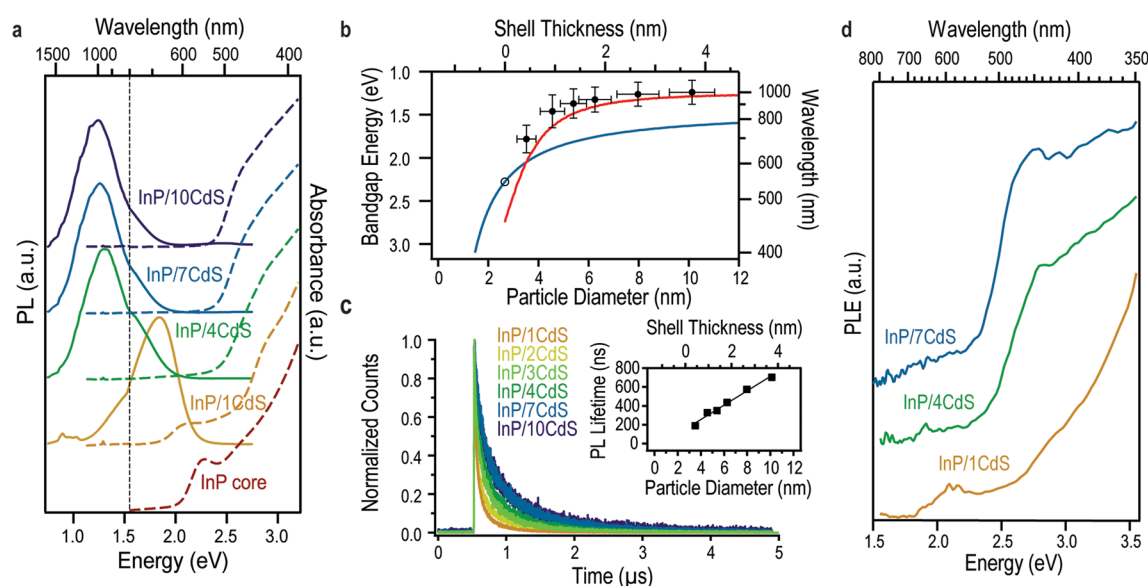 a
Wavelength (nm)
1500 1000 600 500 400
PL (a.u.)
Absorbance (a.u.)
InP/10CdS
InP/7CdS
InP/4CdS
InP/1CdS
InP core
1.0 1.5 2.0 2.5 3.0
Energy (eV)
b
Shell Thickness (nm)
0 2 4
Bandgap Energy (eV)
1.0
1.5
2.0
2.5
3.0
1000
800
600
500
400
Wavelength (nm)
0 2 4 6 8 10 12
Particle Diameter (nm)
c
Normalized Counts
1.0
0.8
0.6
0.4
0.2
0.0
InP/1CdS
InP/2CdS
InP/3CdS
InP/4CdS
InP/7CdS
InP/10CdS
0 1 2 3 4 5
Time (μs)
Shell Thickness (nm)
0 1 2 3 4
PL Lifetime (ns)
800
600
400
200
0
0 2 4 6 8 10 12
Particle Diameter (nm)
d
Wavelength (nm)
800 700 600 500 400 350
PLE (a.u.)
InP/7CdS
InP/4CdS
InP/1CdS
1.5 2.0 2.5 3.0 3.5
Energy (eV)